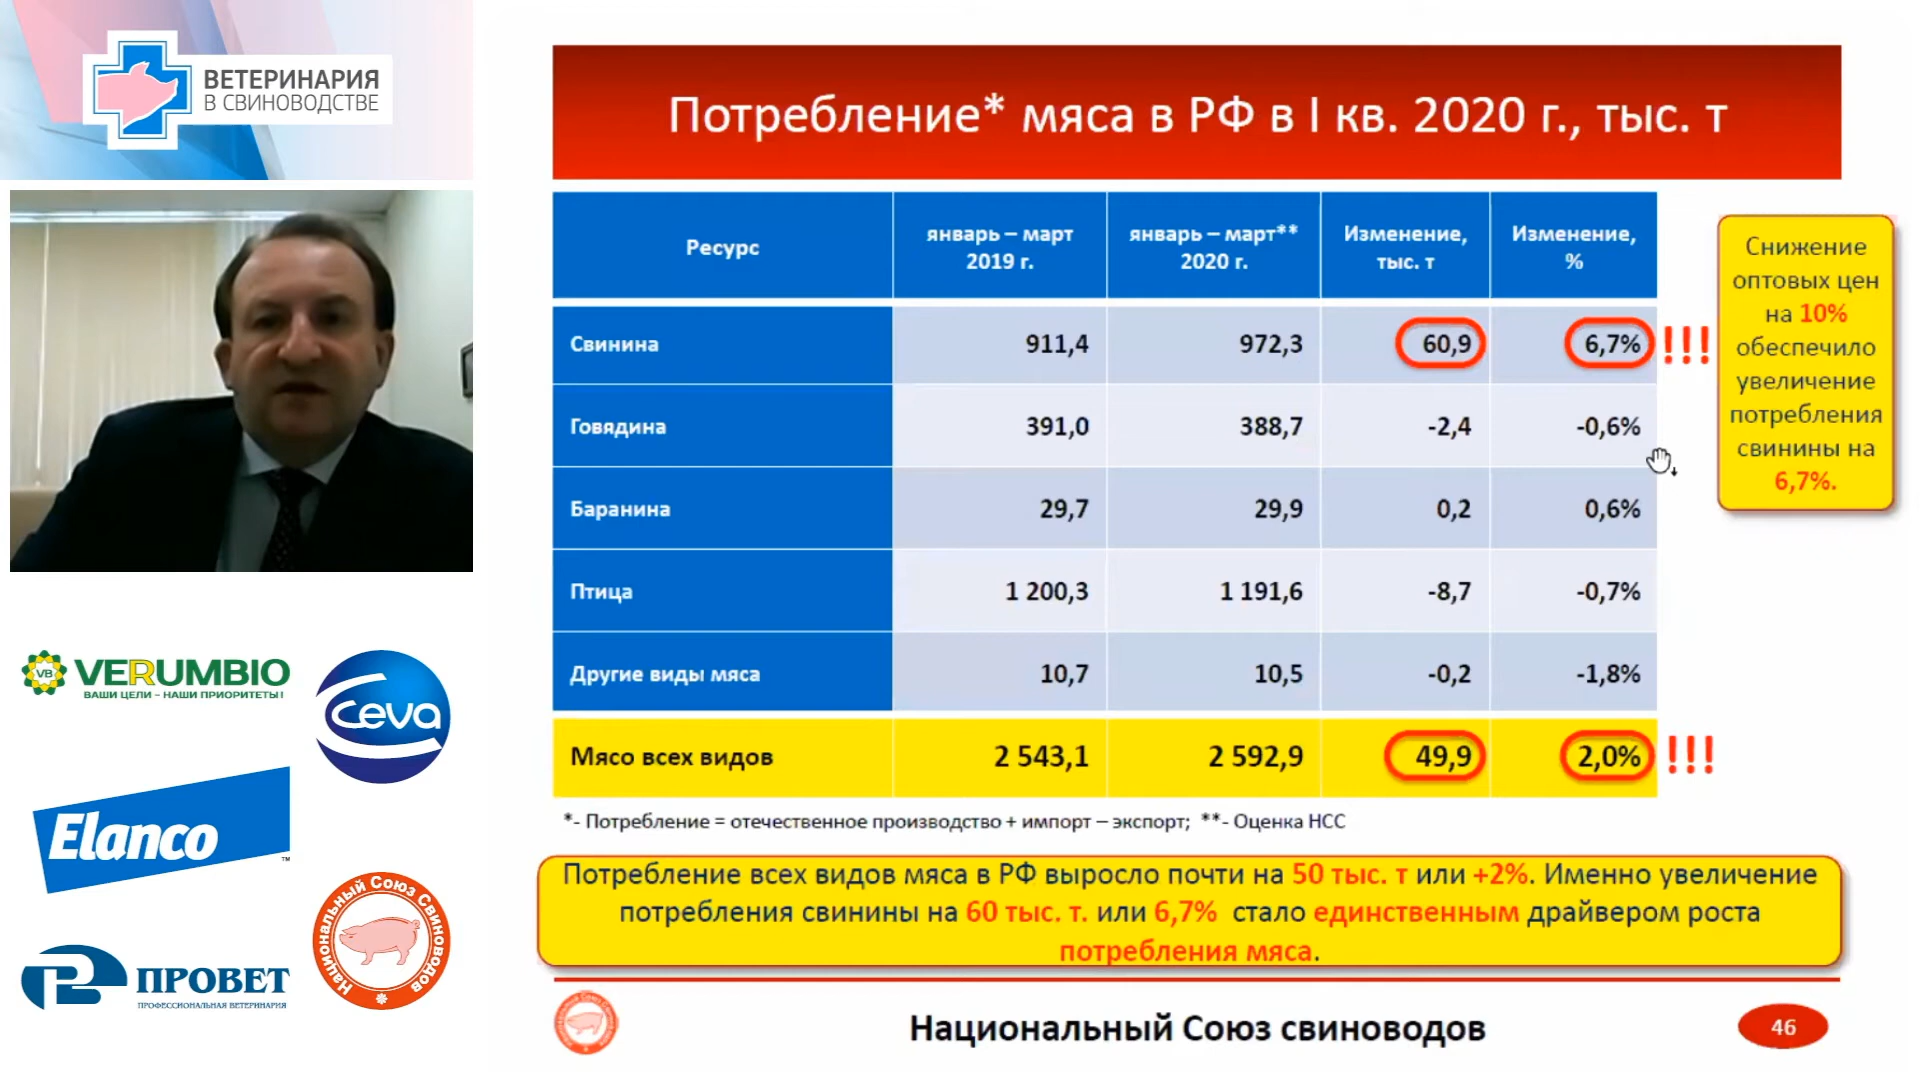 ВЕТЕРИНАРИЯ
В СВИНОВОДСТВЕ
Потребление* мяса в РФ в I кв. 2020 г., тыс. т
Ресурс
январь – март
2019 г.
январь – март**
2020 г.
Изменение,
тыс. т
Изменение,
%
Свинина 911,4 972,3 60,9 6,7% !!!
Говядина 391,0 388,7 -2,4 -0,6%
Баранина 29,7 29,9 0,2 0,6%
Птица 1 200,3 1 191,6 -8,7 -0,7%
Другие виды мяса 10,7 10,5 -0,2 -1,8%
Мясо всех видов 2 543,1 2 592,9 49,9 2,0% !!!
Снижение
оптовых цен
на 10%
обеспечило
увеличение
потребления
свинины на
6,7%.
*- Потребление = отечественное производство + импорт – экспорт; **- Оценка НСС
Потребление всех видов мяса в РФ выросло почти на 50 тыс. т или +2%. Именно увеличение
потребления свинины на 60 тыс. т. или 6,7% стало единственным драйвером роста
потребления мяса.
Национальный Союз свиноводов
46
VB
VERUMBIO
ВАШИ ЦЕЛИ – НАШИ ПРИОРИТЕТЫ!
Ceva
Elanco
TM
Национальный Союз Свиноводов
ПРОВЕТ
ПРОФЕССИОНАЛЬНАЯ ВЕТЕРИНАРИЯ